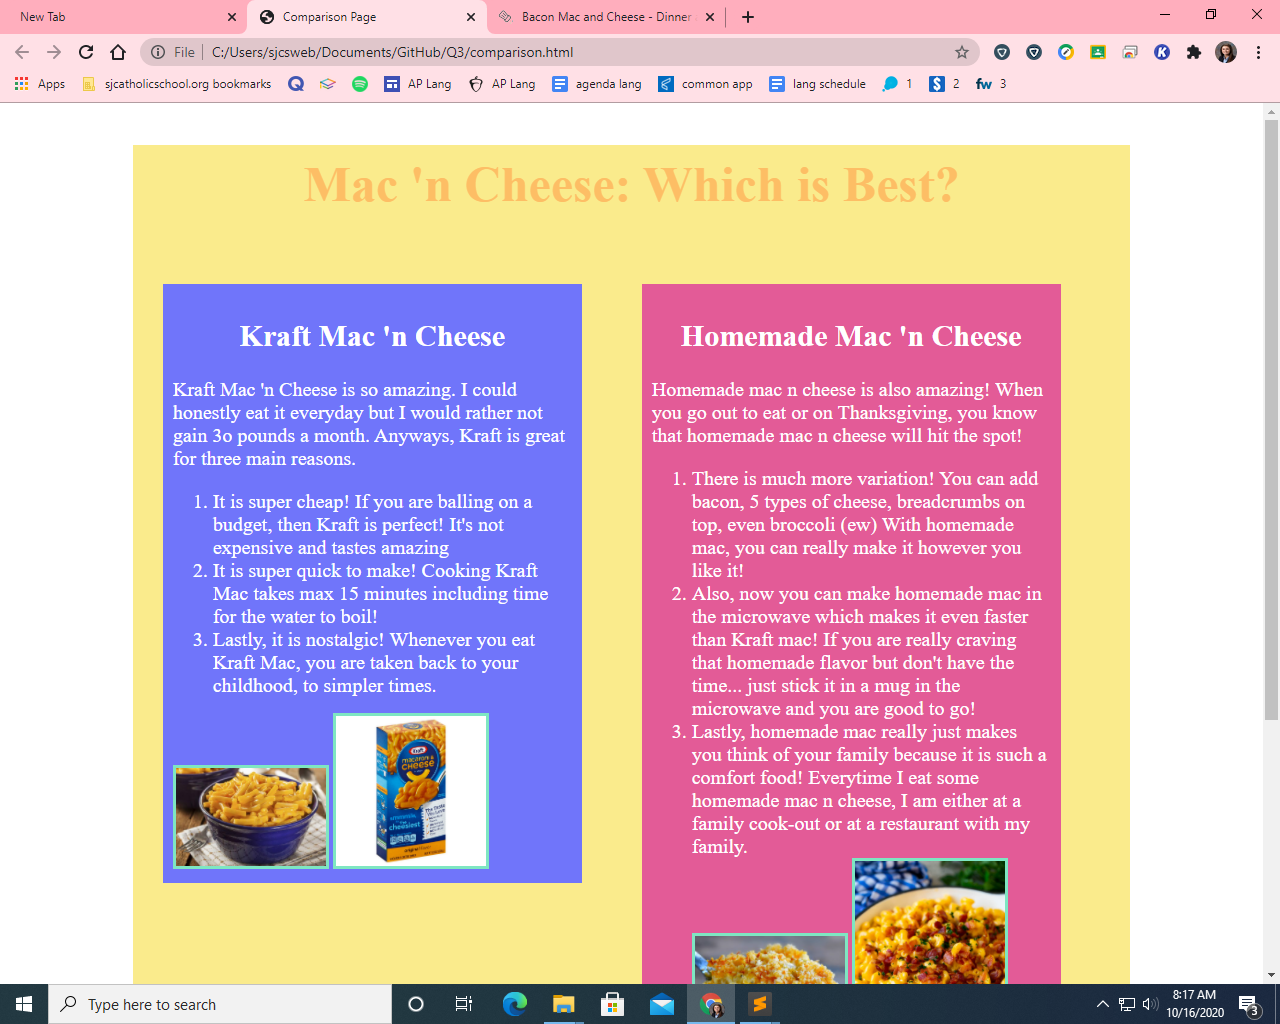 New Tab
Comparison Page
Bacon Mac and Cheese - Dinner
File
C:/Users/sjcsweb/Documents/GitHub/Q3/comparison.html
Apps
sjcatholicschool.org bookmarks
AP Lang
AP Lang
agenda lang
common app
lang schedule
1
2
fw 3
Mac 'n Cheese: Which is Best?
Kraft Mac 'n Cheese
Kraft Mac 'n Cheese is so amazing. I could
honestly eat it everyday but I would rather not
gain 3o pounds a month. Anyways, Kraft is great
for three main reasons.
1. It is super cheap! If you are balling on a
budget, then Kraft is perfect! It's not
expensive and tastes amazing
2. It is super quick to make! Cooking Kraft
Mac takes max 15 minutes including time
for the water to boil!
3. Lastly, it is nostalgic! Whenever you eat
Kraft Mac, you are taken back to your
childhood, to simpler times.
Kraft
macaroni &
CHEESE
cheesiest
original
Homemade Mac 'n Cheese
Homemade mac n cheese is also amazing! When
you go out to eat or on Thanksgiving, you know
that homemade mac n cheese will hit the spot!
1. There is much more variation! You can add
bacon, 5 types of cheese, breadcrumbs on
top, even broccoli (ew) With homemade
mac, you can really make it however you
like it!
2. Also, now you can make homemade mac in
the microwave which makes it even faster
than Kraft mac! If you are really craving
that homemade flavor but don't have the
time... just stick it in a mug in the
microwave and you are good to go!
3. Lastly, homemade mac really just makes
you think of your family because it is such a
comfort food! Everytime I eat some
homemade mac n cheese, I am either at a
family cook-out or at a restaurant with my
family.
Type here to search
8:17 AM
10/16/2020
3